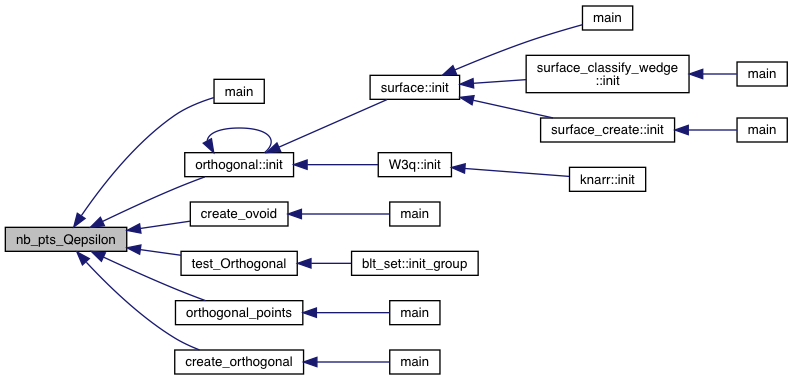 main
surface_classify_wedge
::init
main
surface::init
main
surface_create::init
main
orthogonal::init
W3q::init
knarr::init
create_ovoid
main
nb_pts_Qepsilon
test_Orthogonal
blt_set::init_group
orthogonal_points
main
create_orthogonal
main